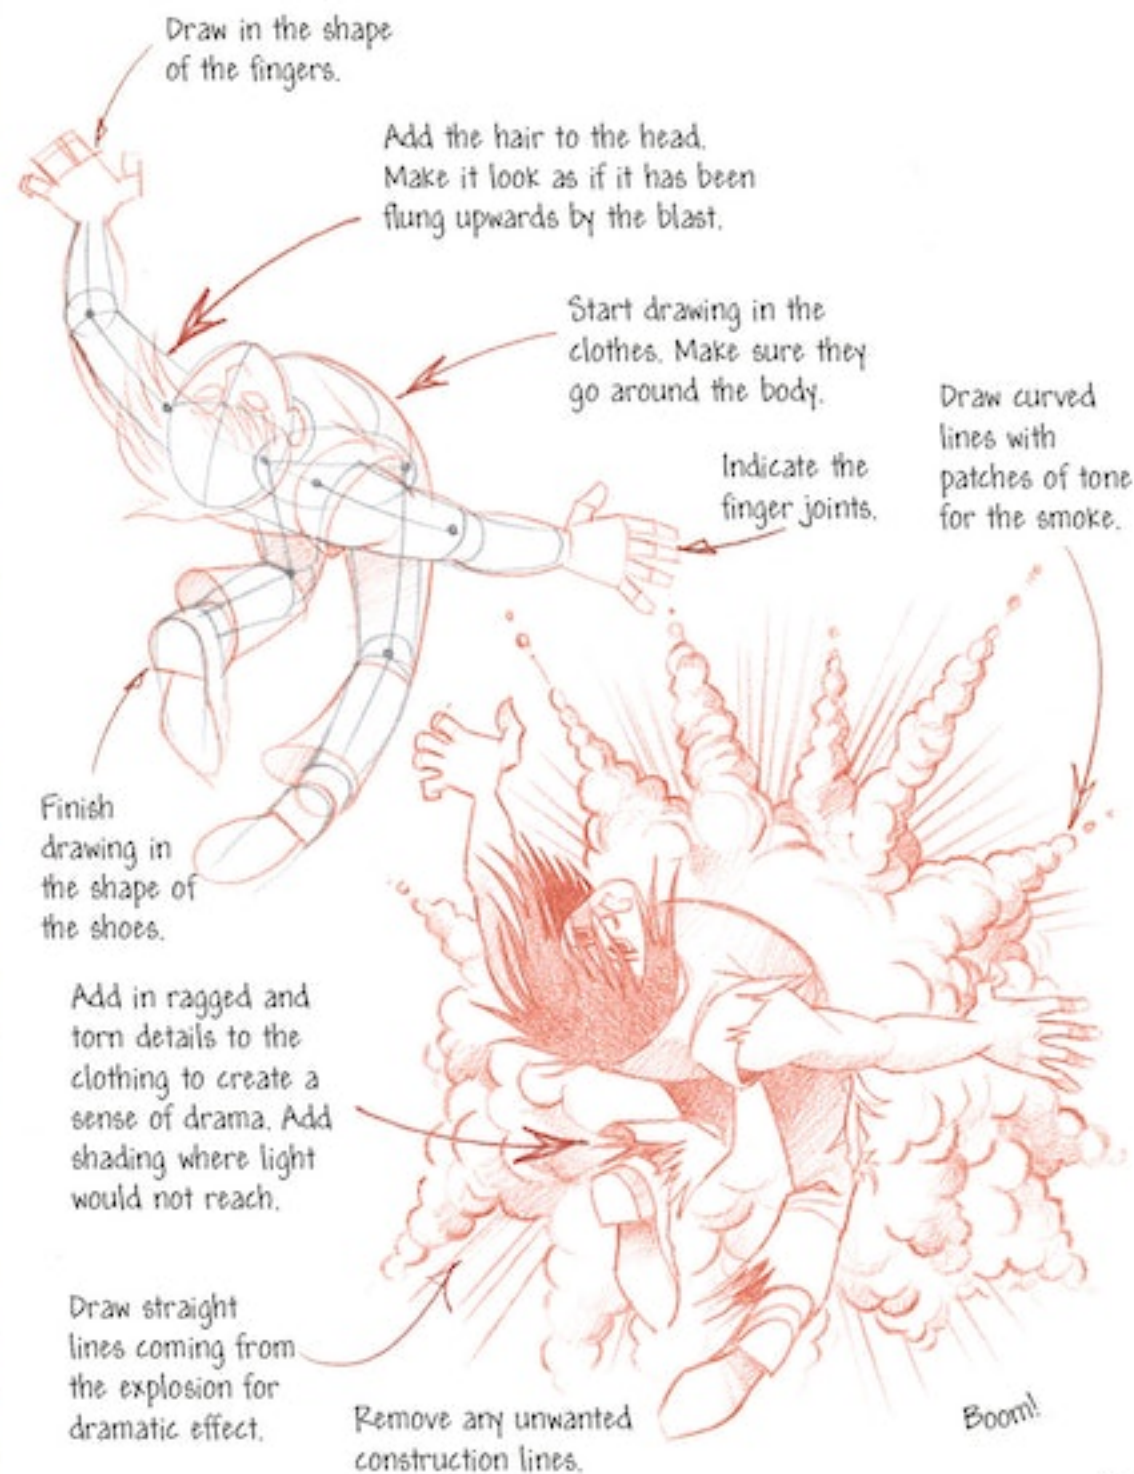 Draw in the shape
of the fingers.
Add the hair to the head.
Make it look as if it has been
flung upwards by the blast.
Start drawing in the
clothes. Make sure they
go around the body.
Draw curved
lines with
patches of tone
for the smoke.
Indicate the
finger joints.
Finish
drawing in
the shape of
the shoes.
Add in ragged and
torn details to the
clothing to create a
sense of drama. Add
shading where light
would not reach.
Draw straight
lines coming from
the explosion for
dramatic effect.
Remove any unwanted
construction lines.
Boom!